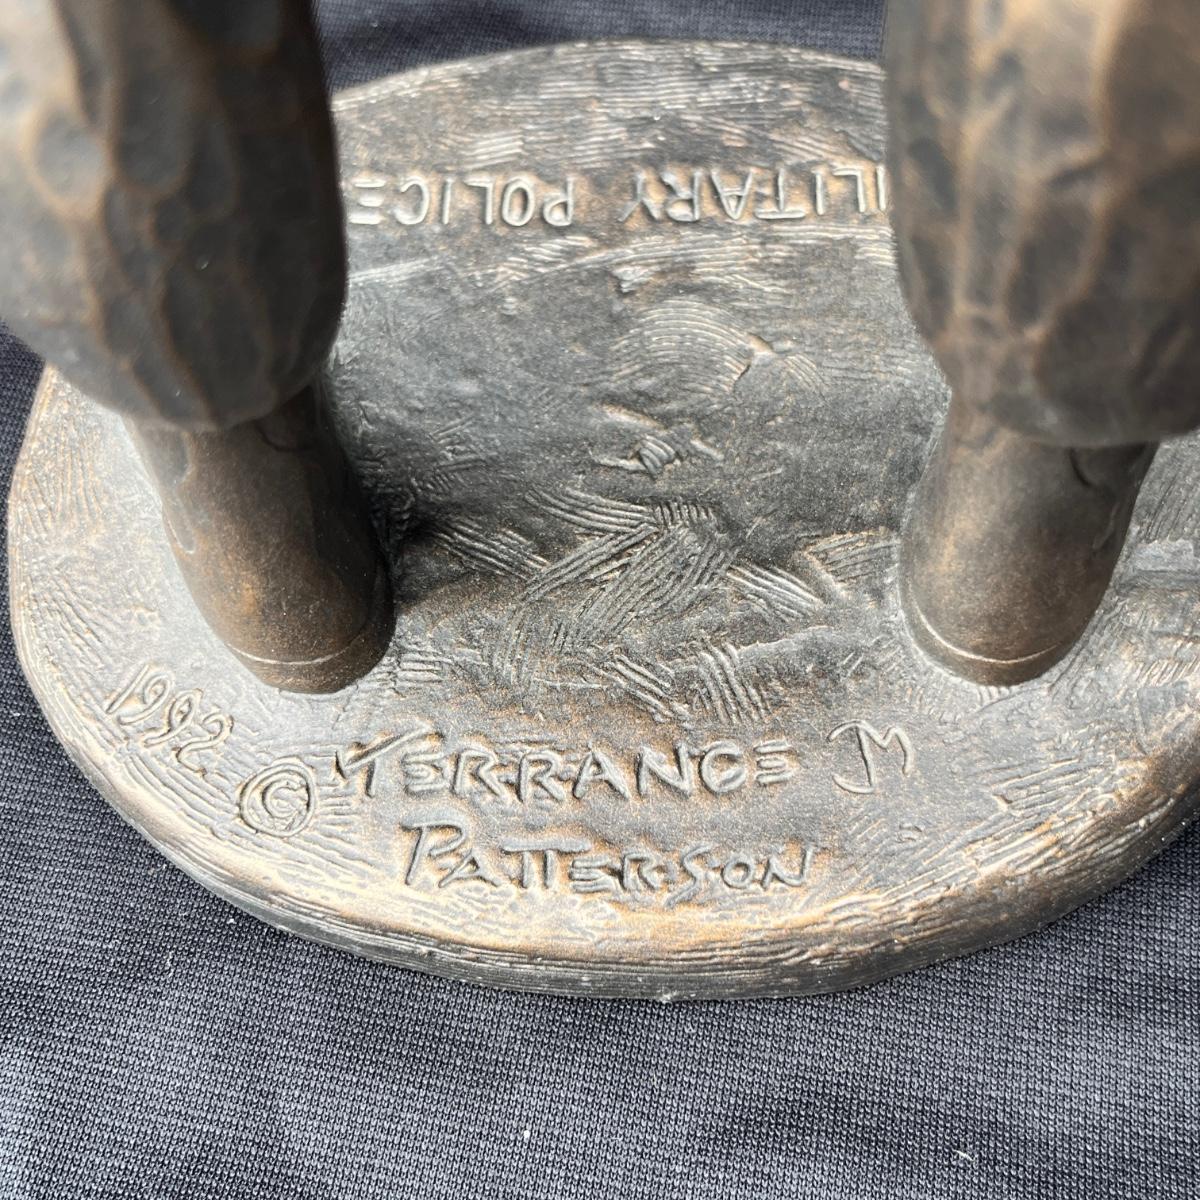 MILITARY POLICE
1992 © TERRANCE JM
PATTERSON